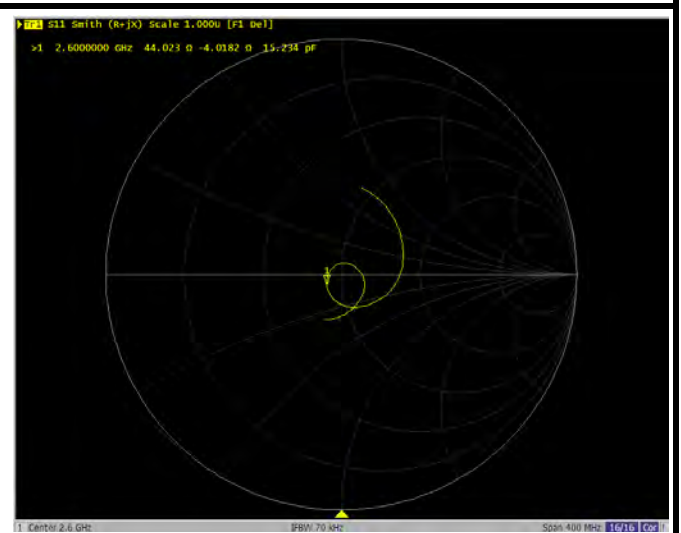 Tr1 S11 Smith (R+jX) Scale 1.000U [F1 Del]
>1 2.6000000 GHz 44.023 Ω -4.0182 Ω 15.234 pF
1
1 Center 2.6 GHz IFBW 70 kHz Span 400 MHz 16/16 Cor !